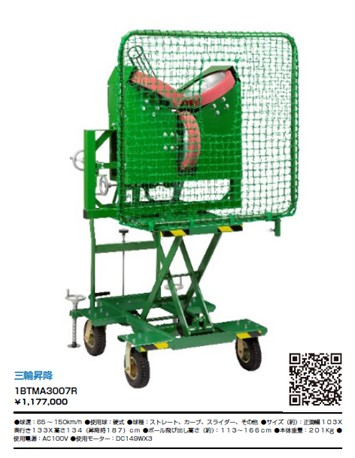 三輪昇降
1BTMA3007R
¥1,177,000
●球速：65～150km/h ●使用球：硬式 ●球種：ストレート、カーブ、スライダー、その他 ●サイズ（約）：正面幅103X
奥行き133X高さ134（昇降時187）cm ●ボール飛び出し高さ（約）：113～166cm ●本体重量：201Kg ●
使用電源：AC100V ●使用モーター：DC149WX3